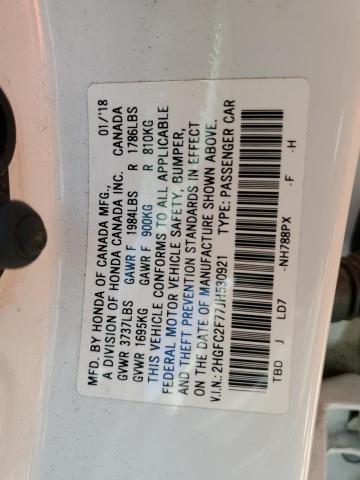 MFD. BY HONDA OF CANADA MFG., 01/'18
A DIVISION OF HONDA CANADA INC. CANADA
GVWR 3737LBS GAWR F 1984LBS R 1786LBS
GVWR 1695KG GAWR F 900KG R 810KG
THIS VEHICLE CONFORMS TO ALL APPLICABLE
FEDERAL MOTOR VEHICLE SAFETY, BUMPER,
AND THEFT PREVENTION STANDARDS IN EFFECT
ON THE DATE OF MANUFACTURE SHOWN ABOVE.
V.I.N.: 2HGFC2F77JH530921 TYPE: PASSENGER CAR
TBD J LD7 -NH788PX -F -H